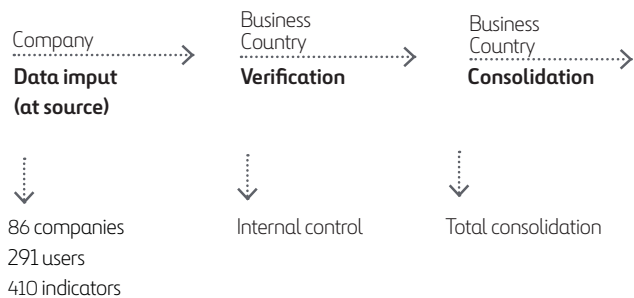 Company
Data imput
(at source)
86 companies
291 users
410 indicators
Business
Country
Verification
Internal control
Business
Country
Consolidation
Total consolidation